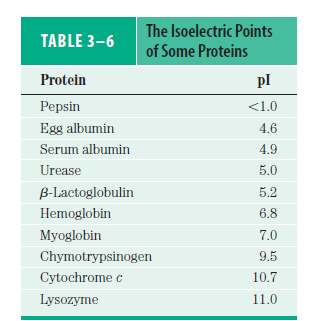 TABLE 3–6
The Isoelectric Points
of Some Proteins
Protein pI
Pepsin <1.0
Egg albumin 4.6
Serum albumin 4.9
Urease 5.0
β-Lactoglobulin 5.2
Hemoglobin 6.8
Myoglobin 7.0
Chymotrypsinogen 9.5
Cytochrome c 10.7
Lysozyme 11.0